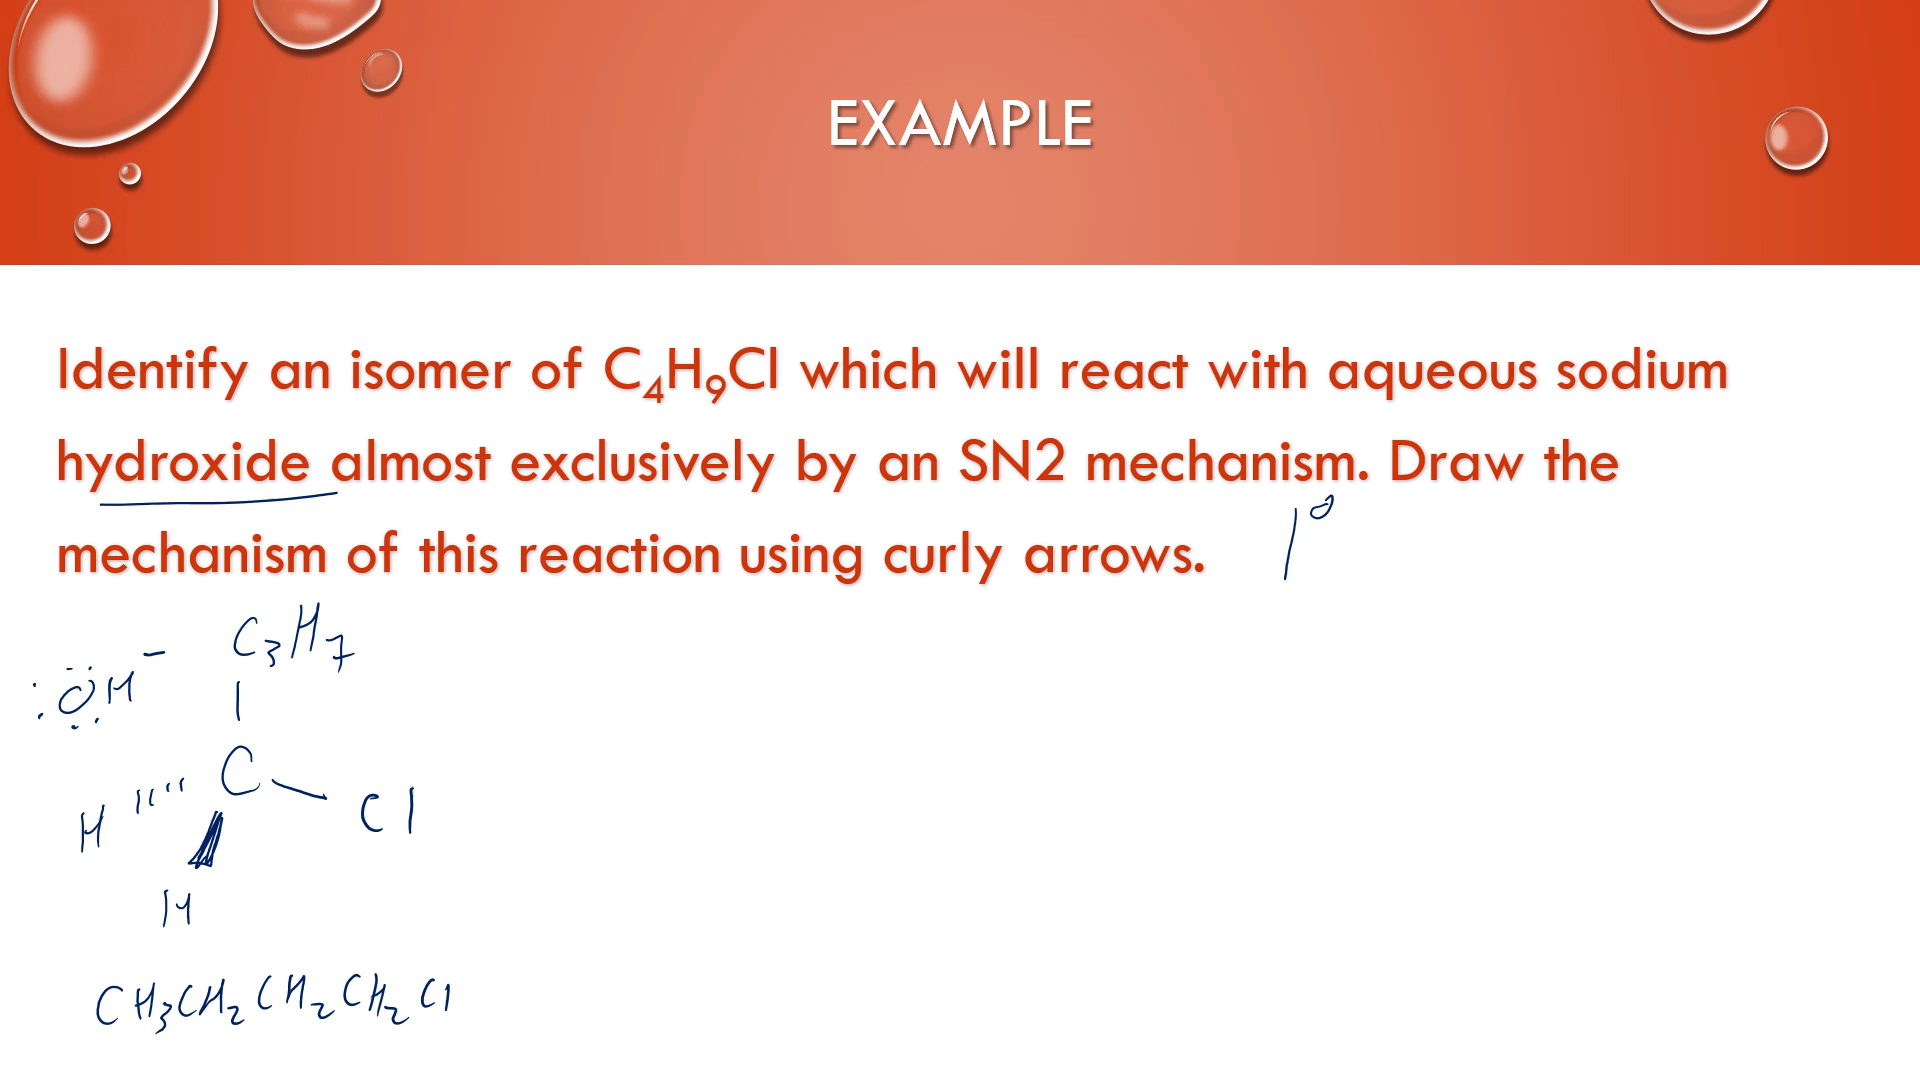 EXAMPLE
Identify an isomer of C₄H₉Cl which will react with aqueous sodium
hydroxide almost exclusively by an SN2 mechanism. Draw the
mechanism of this reaction using curly arrows.
1°
C₃H₇
:ÖH⁻
C
H
Cl
H
CH₃CH₂CH₂CH₂Cl